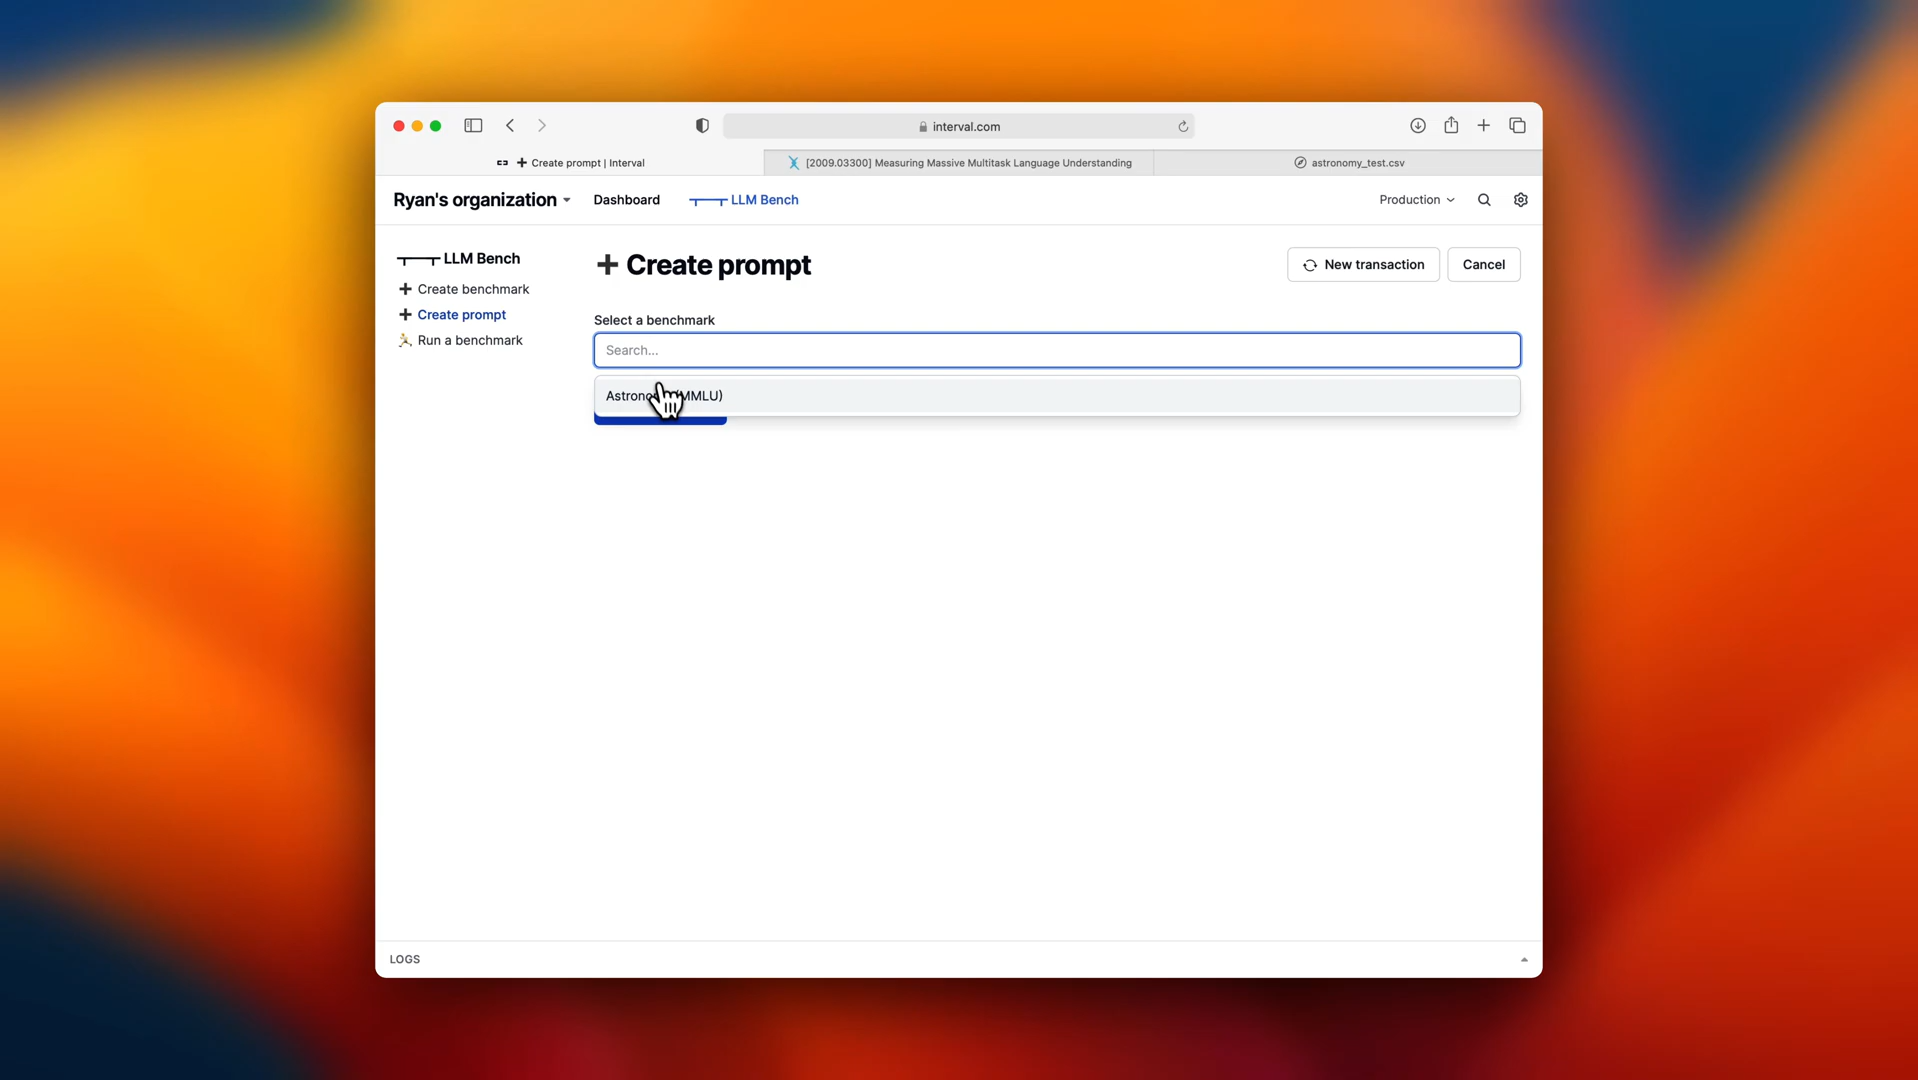 interval.com
Create prompt | Interval
[2009.03300] Measuring Massive Multitask Language Understanding
astronomy_test.csv
Ryan's organization
Dashboard
LLM Bench
Production
LLM Bench
Create benchmark
Create prompt
Run a benchmark
Create prompt
New transaction
Cancel
Select a benchmark
Search...
MMLU)
LOGS